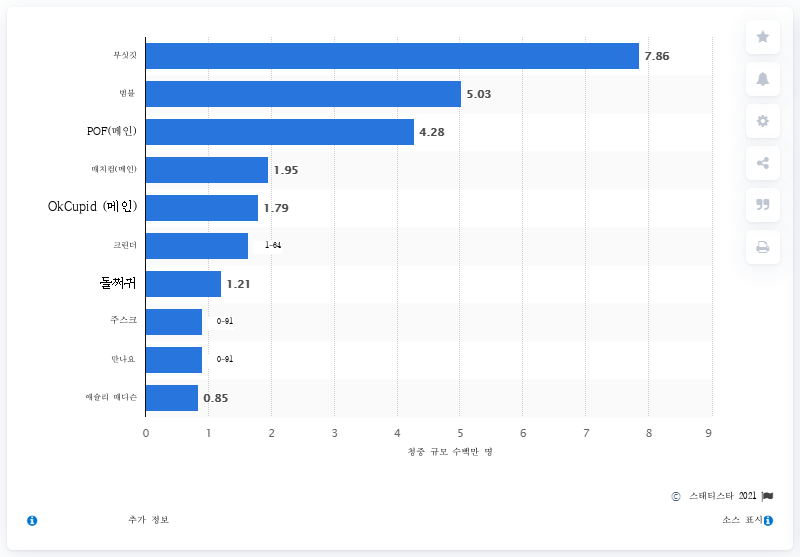 부싯깃
7.86
범블
5.03
POF(메인)
4.28
매치컴(메인)
1.95
OkCupid (메인)
1.79
크린더
1-64
돌쩌귀
1.21
주스크
0-91
만나요
0-91
애슐리 매디슨
0.85
0 1 2 3 4 5 6 7 8 9
청중 규모 수백만 명
© 스태티스타 2021
추가 정보
소스 표시